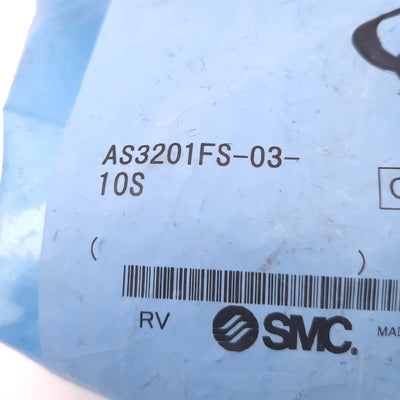 AS3201FS-03-
10S
( )
RV SMC. MAD